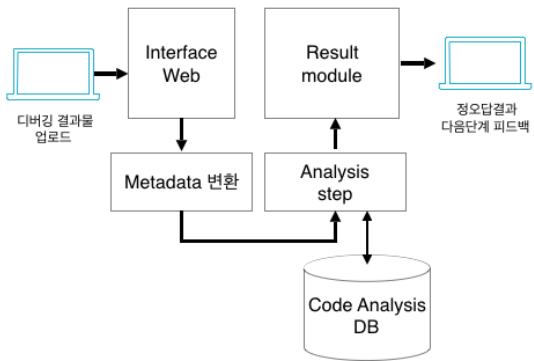 디버깅 결과물
업로드
Interface
Web
Metadata 변환
Result
module
Analysis
step
Code Analysis
DB
정오답결과
다음단계 피드백